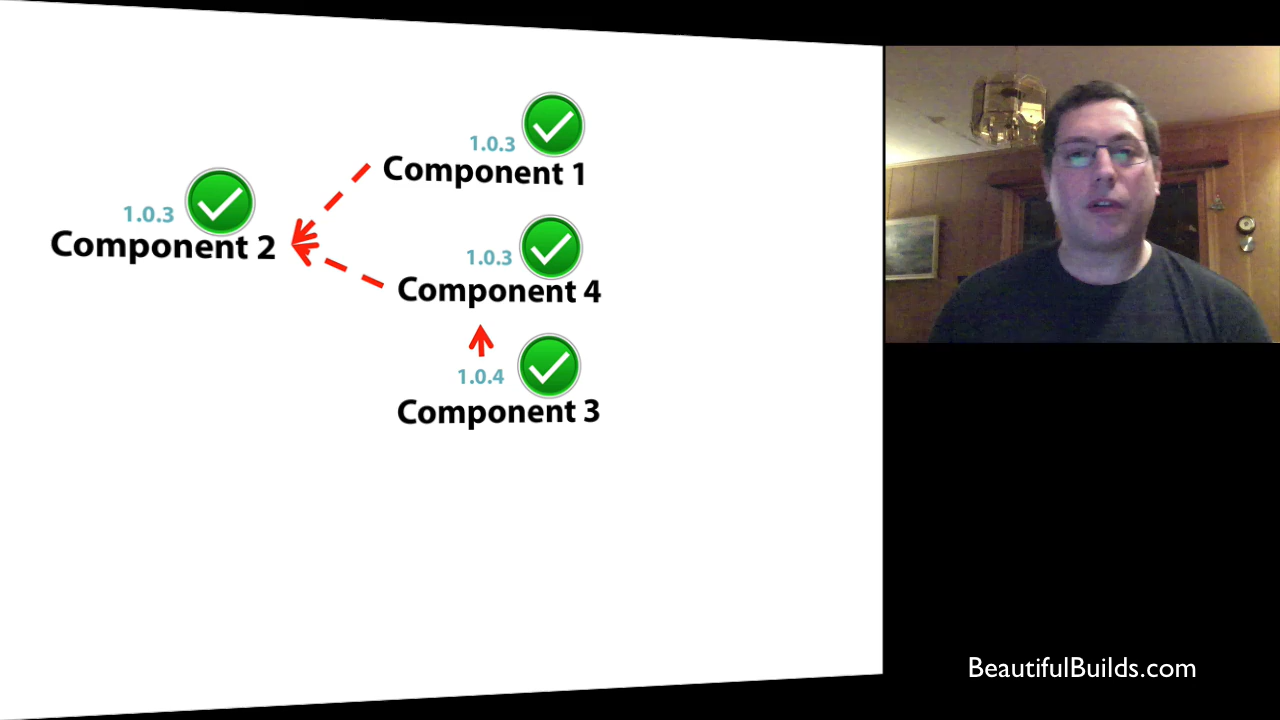 1.0.3
Component 1
1.0.3
Component 2
1.0.3
Component 4
1.0.4
Component 3
BeautifulBuilds.com